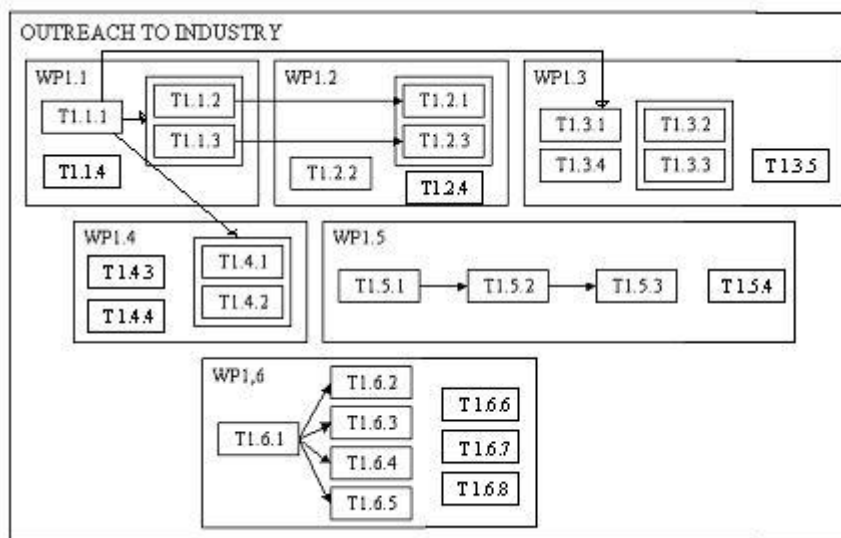 OUTREACH TO INDUSTRY
WP1.1
T1.1.1
T1.1.2
T1.1.3
T1.1.4
WP1.2
T1.2.1
T1.2.3
T1.2.2
T1.2.4
WP1.3
T1.3.1
T1.3.2
T1.3.4
T1.3.3
T1.3.5
WP1.4
T1.4.3
T1.4.4
T1.4.1
T1.4.2
WP1.5
T1.5.1
T1.5.2
T1.5.3
T1.5.4
WP1,6
T1.6.1
T1.6.2
T1.6.3
T1.6.4
T1.6.5
T1.6.6
T1.6.7
T1.6.8